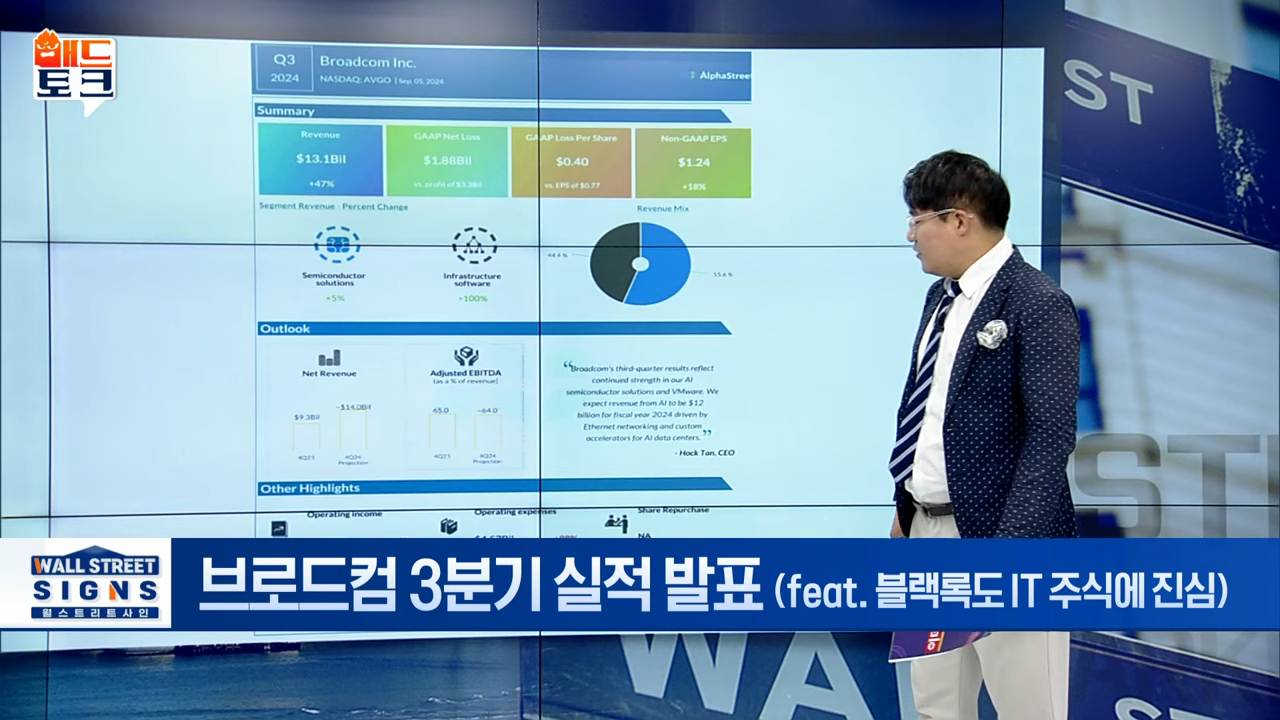 매드
토크
Q3
2024
Broadcom Inc.
NASDAQ: AVGO | Sep. 05, 2024
AlphaStreet
Summary
Revenue
$13.1Bil
+47%
GAAP Net Loss
$1.88Bil
vs. profit of $3.3Bil
GAAP Loss Per Share
$0.40
vs. EPS of $0.77
Non-GAAP EPS
$1.24
+18%
Segment Revenue - Percent Change
Semiconductor
solutions
+5%
Infrastructure
software
+100%
Revenue Mix
44.4 %
55.6 %
Outlook
Net Revenue
$9.3Bil
~$14.0Bil
4Q23
4Q24
Projection
Adjusted EBITDA
(as a % of revenue)
65.0
~64.0
4Q23
4Q24
Projection
“Broadcom's third-quarter results reflect
continued strength in our AI
semiconductor solutions and VMware. We
expect revenue from AI to be $12
billion for fiscal year 2024 driven by
Ethernet networking and custom
accelerators for AI data centers.”
- Hock Tan, CEO
Other Highlights
Operating income
Operating expenses
Share Repurchase
NA
ST
ST
WALL STREET
SIGNS
월스트리트사인
브로드컴 3분기 실적 발표 (feat. 블랙록도 IT 주식에 진심)
WA
ST